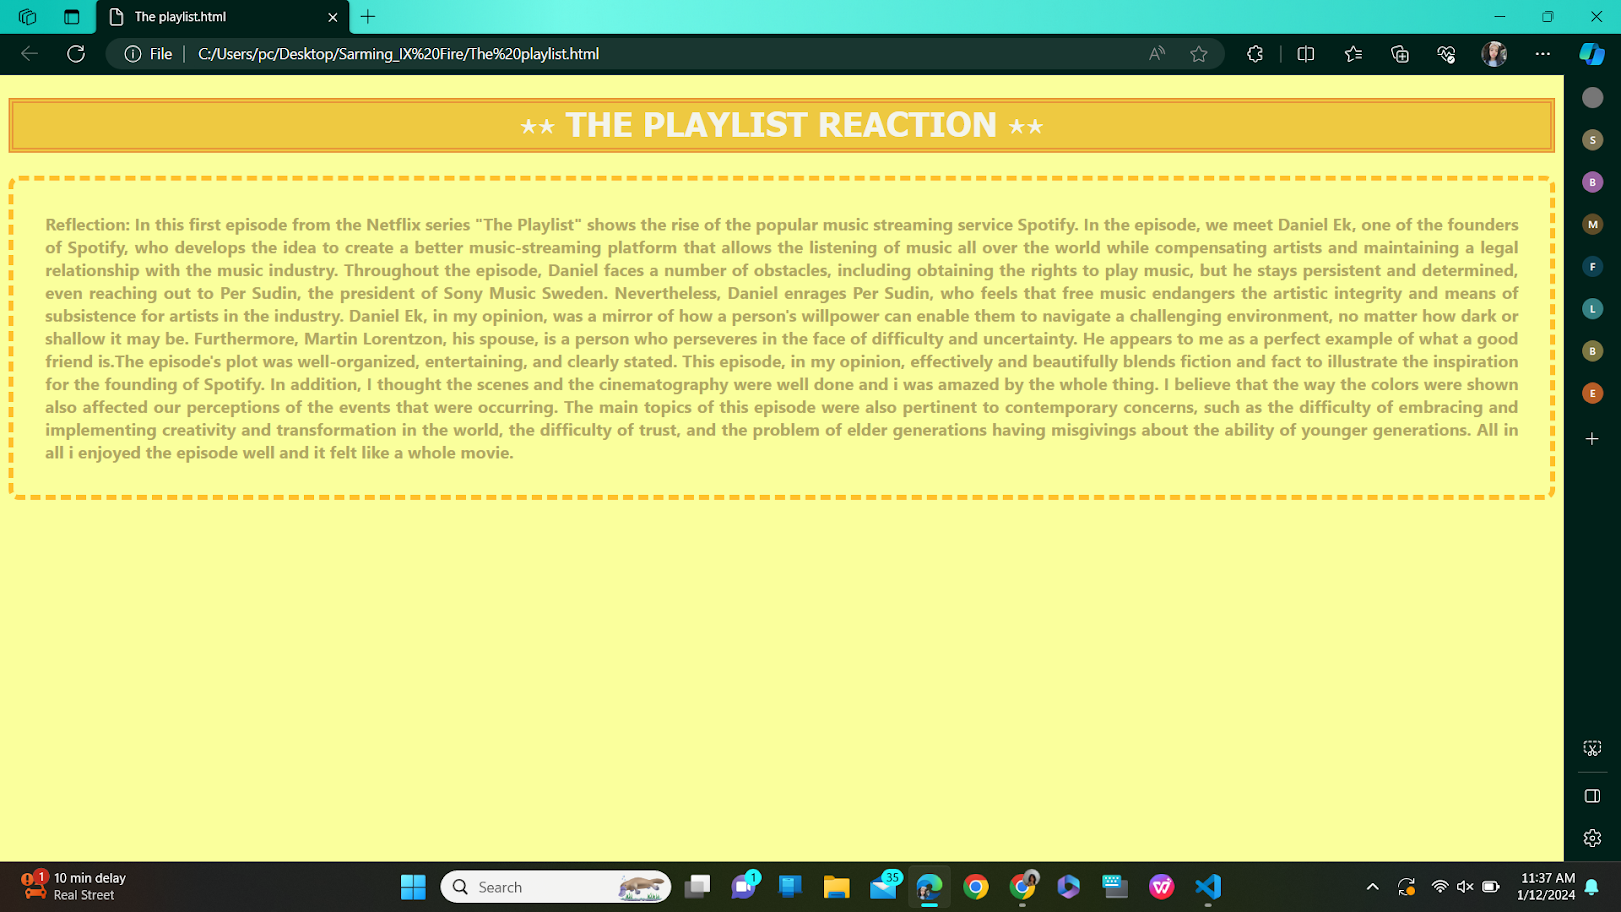 The playlist.html
File
C:/Users/pc/Desktop/Sarming_IX%20Fire/The%20playlist.html
★★ THE PLAYLIST REACTION ★★
Reflection: In this first episode from the Netflix series "The Playlist" shows the rise of the popular music streaming service Spotify. In the episode, we meet Daniel Ek, one of the founders
of Spotify, who develops the idea to create a better music-streaming platform that allows the listening of music all over the world while compensating artists and maintaining a legal
relationship with the music industry. Throughout the episode, Daniel faces a number of obstacles, including obtaining the rights to play music, but he stays persistent and determined,
even reaching out to Per Sudin, the president of Sony Music Sweden. Nevertheless, Daniel enrages Per Sudin, who feels that free music endangers the artistic integrity and means of
subsistence for artists in the industry. Daniel Ek, in my opinion, was a mirror of how a person's willpower can enable them to navigate a challenging environment, no matter how dark or
shallow it may be. Furthermore, Martin Lorentzon, his spouse, is a person who perseveres in the face of difficulty and uncertainty. He appears to me as a perfect example of what a good
friend is.The episode's plot was well-organized, entertaining, and clearly stated. This episode, in my opinion, effectively and beautifully blends fiction and fact to illustrate the inspiration
for the founding of Spotify. In addition, I thought the scenes and the cinematography were well done and i was amazed by the whole thing. I believe that the way the colors were shown
also affected our perceptions of the events that were occurring. The main topics of this episode were also pertinent to contemporary concerns, such as the difficulty of embracing and
implementing creativity and transformation in the world, the difficulty of trust, and the problem of elder generations having misgivings about the ability of younger generations. All in
all i enjoyed the episode well and it felt like a whole movie.
S
B
M
F
L
B
E
1
10 min delay
Real Street
Search
1
35
11:37 AM
1/12/2024